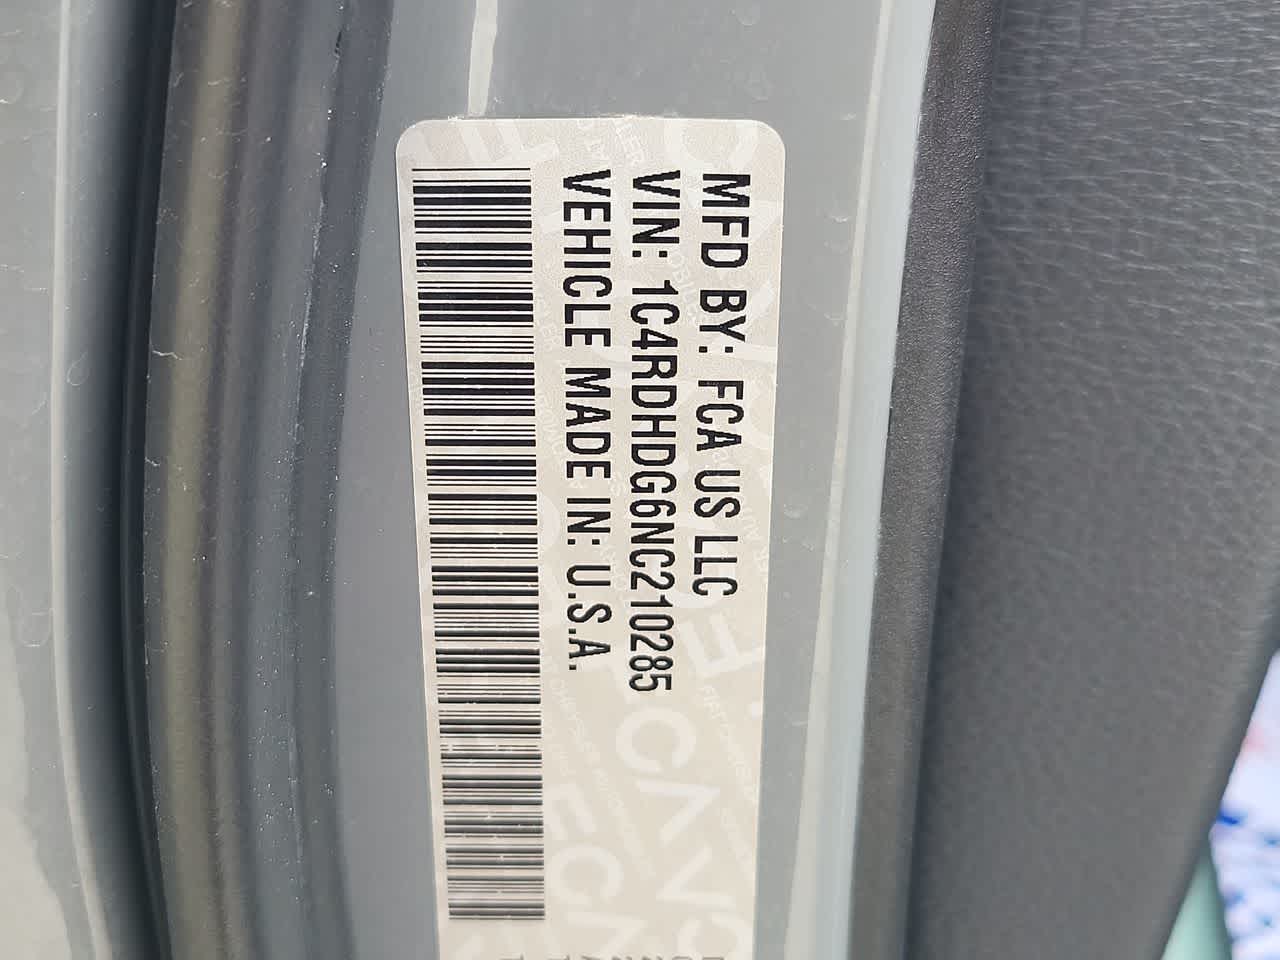 MFD BY: FCA US LLC
VIN: 1C4RDHDG6NC210285
VEHICLE MADE IN: U.S.A.